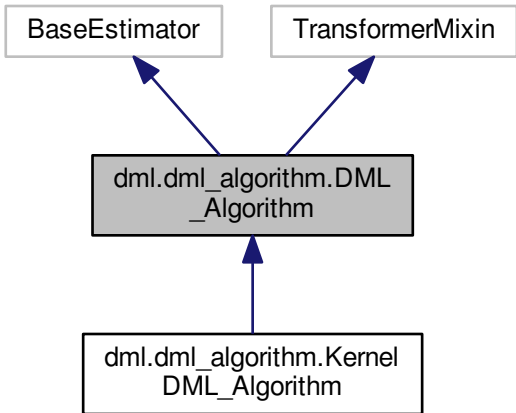 BaseEstimator
TransformerMixin
dml.dml_algorithm.DML
_Algorithm
dml.dml_algorithm.Kernel
DML_Algorithm